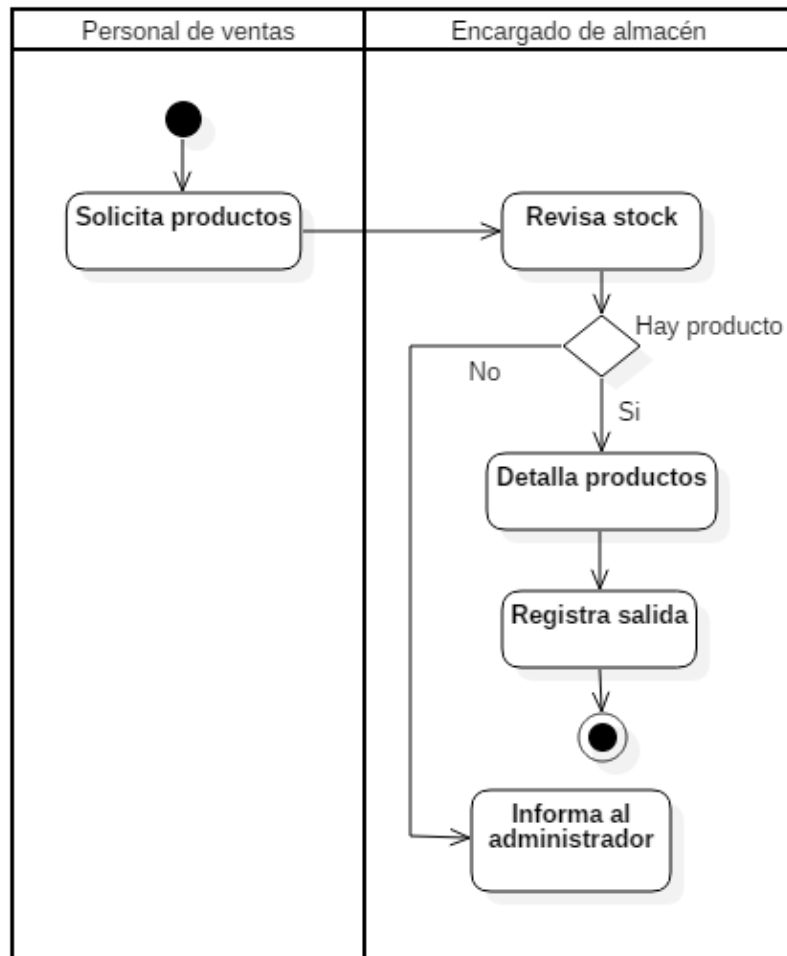 Personal de ventas
Encargado de almacén
Solicita productos
Revisa stock
Hay producto
No
Si
Detalla productos
Registra salida
Informa al
administrador